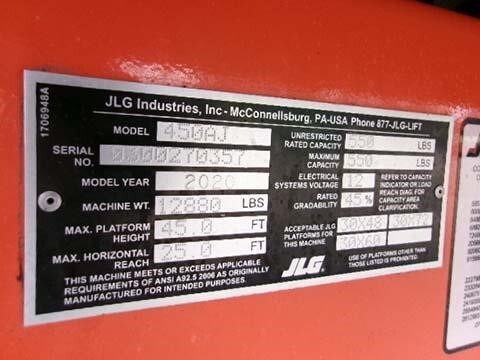 1706948A
JLG Industries, Inc - McConnellsburg, PA-USA Phone 877-JLG-LIFT
MODEL 450AJ
SERIAL NO. 0300270357
MODEL YEAR 2020
MACHINE WT. 12880 LBS
MAX. PLATFORM HEIGHT 45.0 FT
MAX. HORIZONTAL REACH 25.0 FT
THIS MACHINE MEETS OR EXCEEDS APPLICABLE
REQUIREMENTS OF ANSI A92.5 2006 AS ORIGINALLY
MANUFACTURED FOR INTENDED PURPOSES.
UNRESTRICTED RATED CAPACITY 550 LBS
MAXIMUM CAPACITY 550 LBS
ELECTRICAL SYSTEMS VOLTAGE 12
RATED GRADABILITY 45%
REFER TO CAPACITY
INDICATOR OR LOAD
REACH DIAG. FOR
CAPACITY AREA
CLARIFICATION.
ACCEPTABLE JLG PLATFORMS FOR THIS MACHINE
30X48 30X72
30X60
JLG
USE OF PLATFORMS OTHER
THAN THOSE LISTED IS
PROHIBITED.